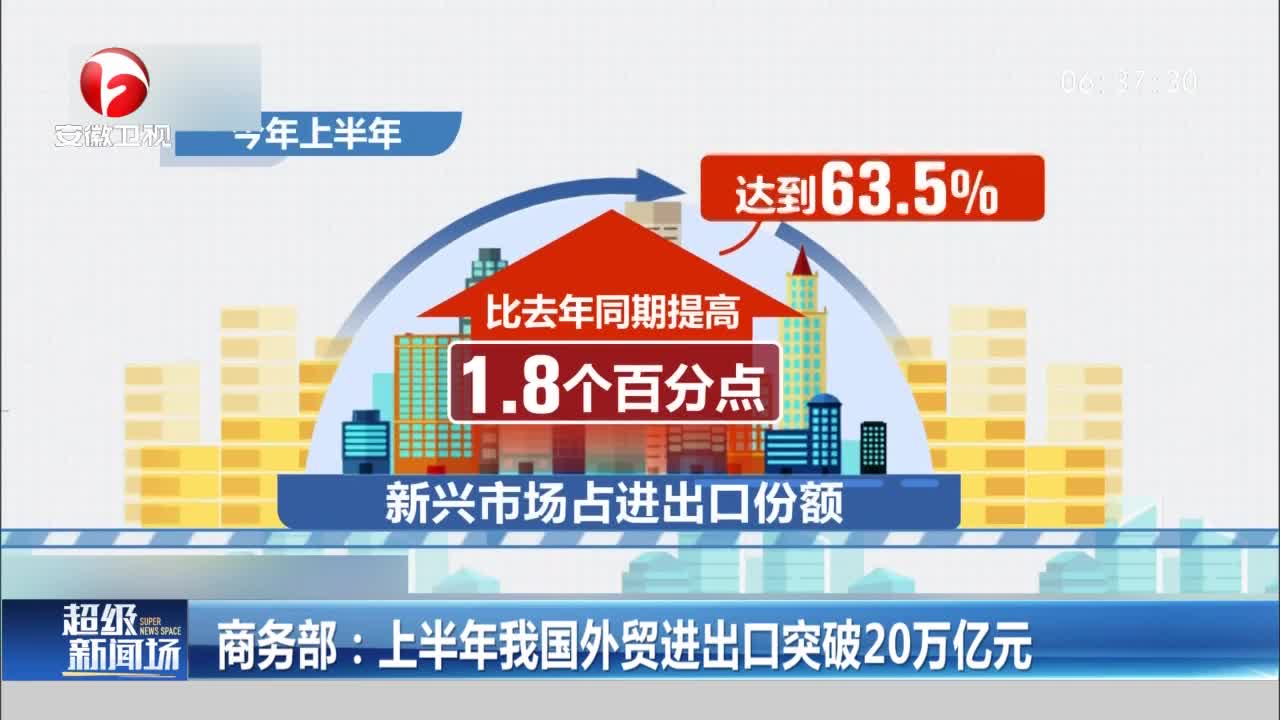 安徽卫视
06:37:30
今年上半年
达到63.5%
比去年同期提高
1.8个百分点
新兴市场占进出口份额
超级新闻场
SUPER NEWS SPACE
商务部：上半年我国外贸进出口突破20万亿元